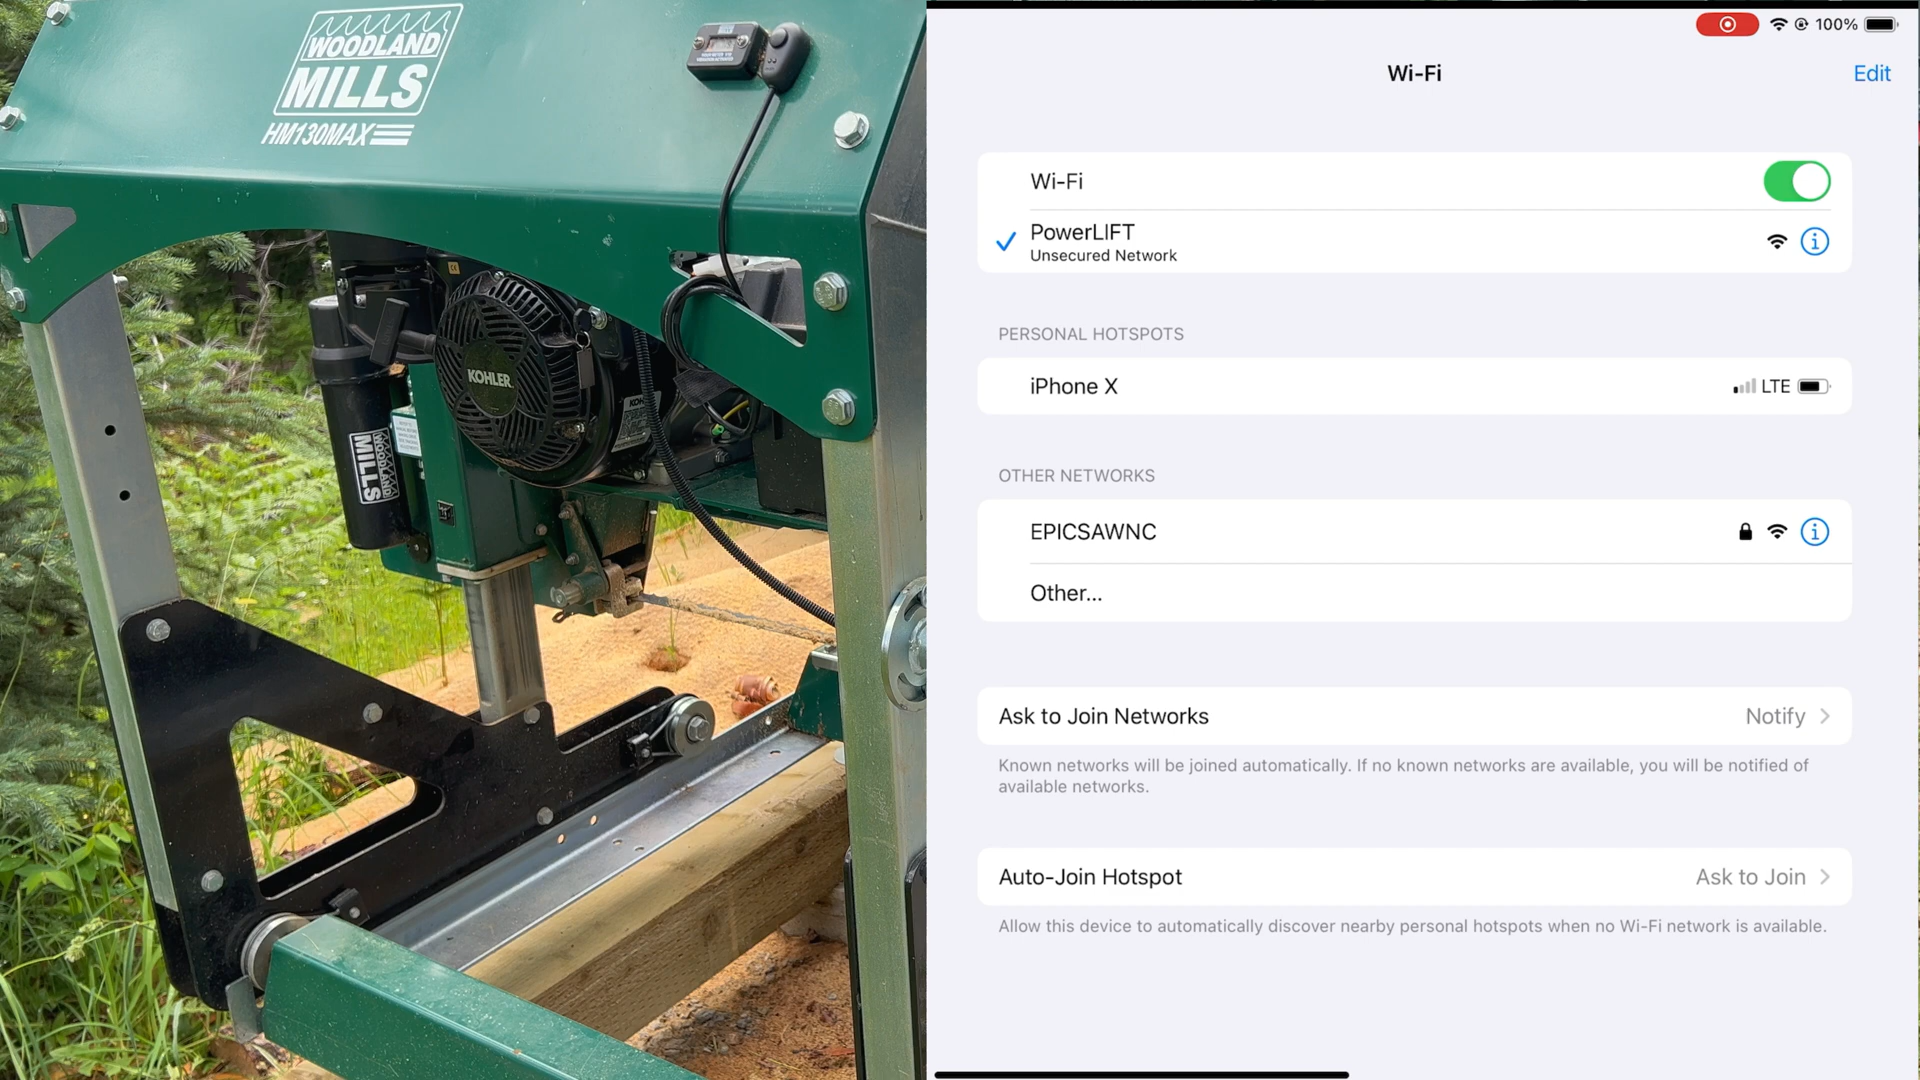 WOODLAND
MILLS
HM130MAX
KOHLER
WOODLAND
MILLS
100%
Wi-Fi
Edit
Wi-Fi
PowerLIFT
Unsecured Network
PERSONAL HOTSPOTS
iPhone X
LTE
OTHER NETWORKS
EPICSAWNC
Other...
Ask to Join Networks
Notify
Known networks will be joined automatically. If no known networks are available, you will be notified of
available networks.
Auto-Join Hotspot
Ask to Join
Allow this device to automatically discover nearby personal hotspots when no Wi-Fi network is available.